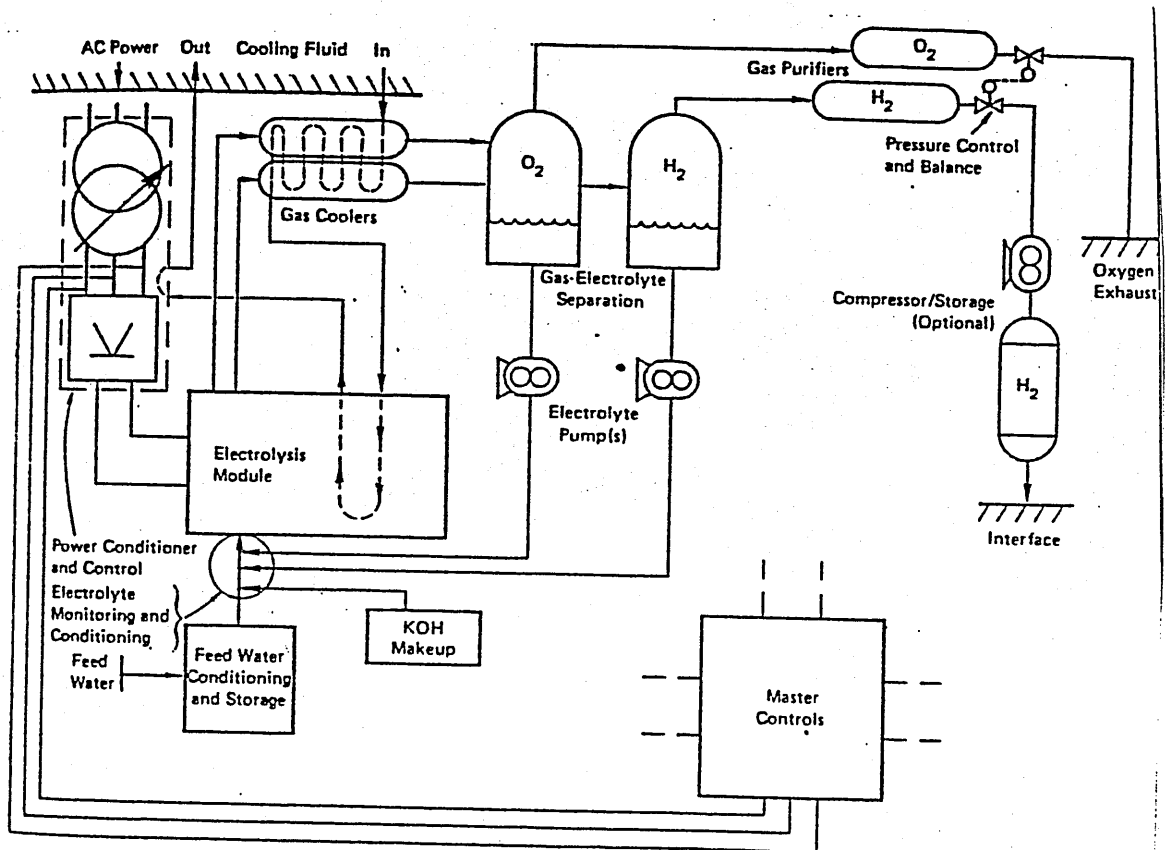 AC Power Out Cooling Fluid In
O2
Gas Purifiers
H2
Pressure Control
and Balance
O2
H2
Gas Coolers
Gas-Electrolyte
Separation
Oxygen
Exhaust
Compressor/Storage
(Optional)
H2
Electrolyte
Pump(s)
Electrolysis
Module
Interface
Power Conditioner
and Control
Electrolyte
Monitoring and
Conditioning
KOH
Makeup
Feed
Water
Feed Water
Conditioning
and Storage
Master
Controls